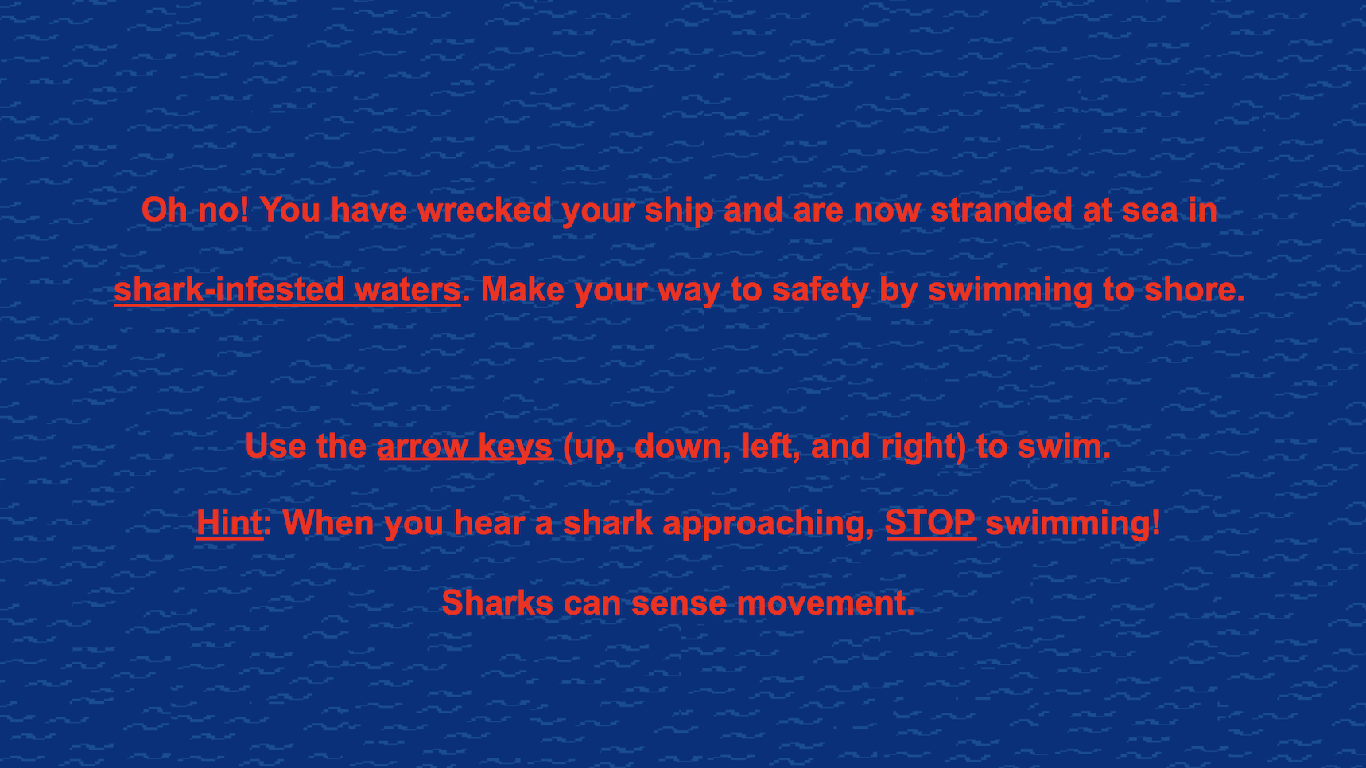 Oh no! You have wrecked your ship and are now stranded at sea in
shark-infested waters. Make your way to safety by swimming to shore.
Use the arrow keys (up, down, left, and right) to swim.
Hint: When you hear a shark approaching, STOP swimming!
Sharks can sense movement.